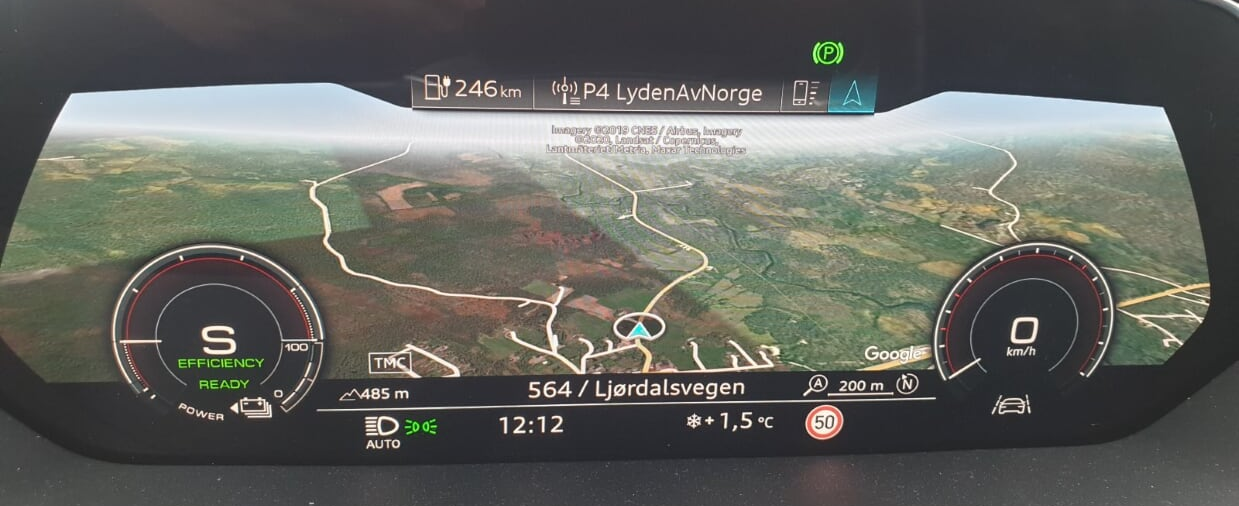 P
246 km
P4 LydenAvNorge
Imagery ©2019 CNES / Airbus, Imagery
©2020, Landsat / Copernicus,
Lantmäteriet/Metria, Maxar Technologies
S
EFFICIENCY
READY
100
0
POWER
TMC
Google
0
km/h
485 m
564 / Ljørdalsvegen
A
200 m
N
AUTO
12:12
+ 1,5 °C
50